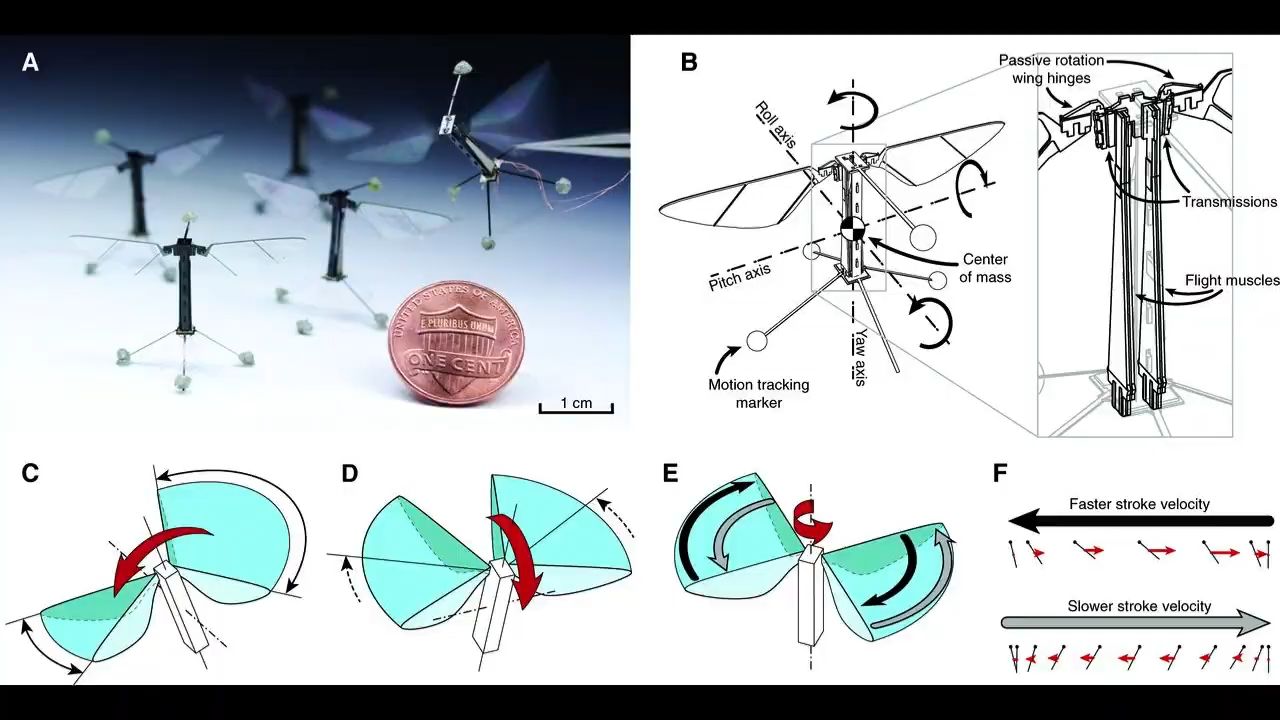 A
UNITED STATES OF AMERICA
E PLURIBUS UNUM
ONE CENT
1 cm
B
Passive rotation
wing hinges
Roll axis
Transmissions
Center
of mass
Pitch axis
Flight muscles
Yaw axis
Motion tracking
marker
C
D
E
F
Faster stroke velocity
Slower stroke velocity